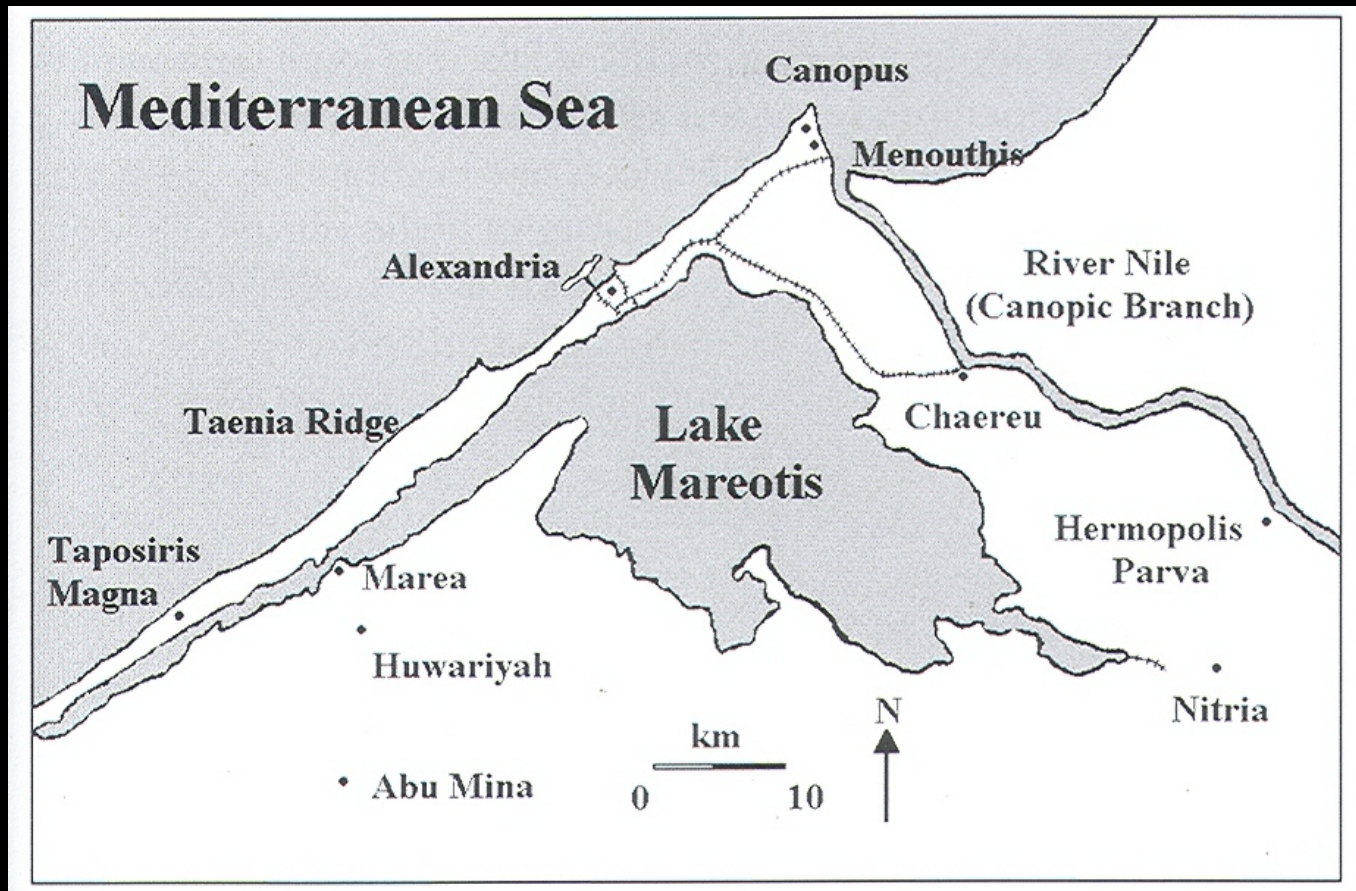 Canopus
Mediterranean Sea
Menouthis
Alexandria
River Nile
(Canopic Branch)
Taenia Ridge
Lake
Mareotis
Chaereu
Hermopolis
Parva
Taposiris
Magna
Marea
Huwariyah
Nitria
N
km
0 10
Abu Mina